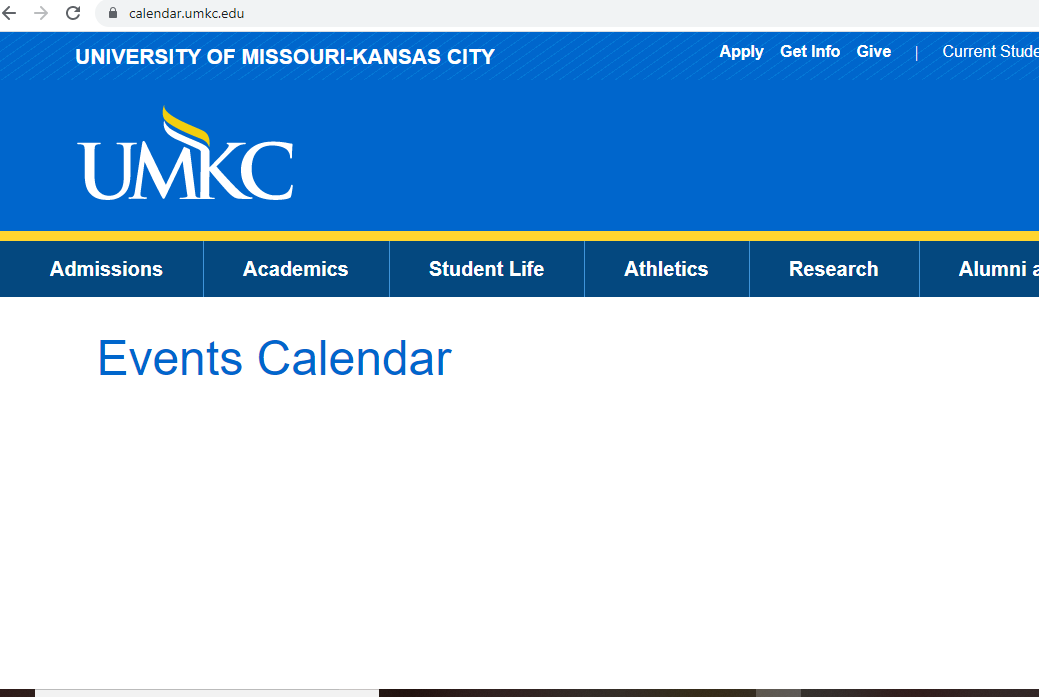 calendar.umkc.edu
UNIVERSITY OF MISSOURI-KANSAS CITY
Apply Get Info Give | Current Stude
UMKC
Admissions Academics Student Life Athletics Research Alumni a
Events Calendar